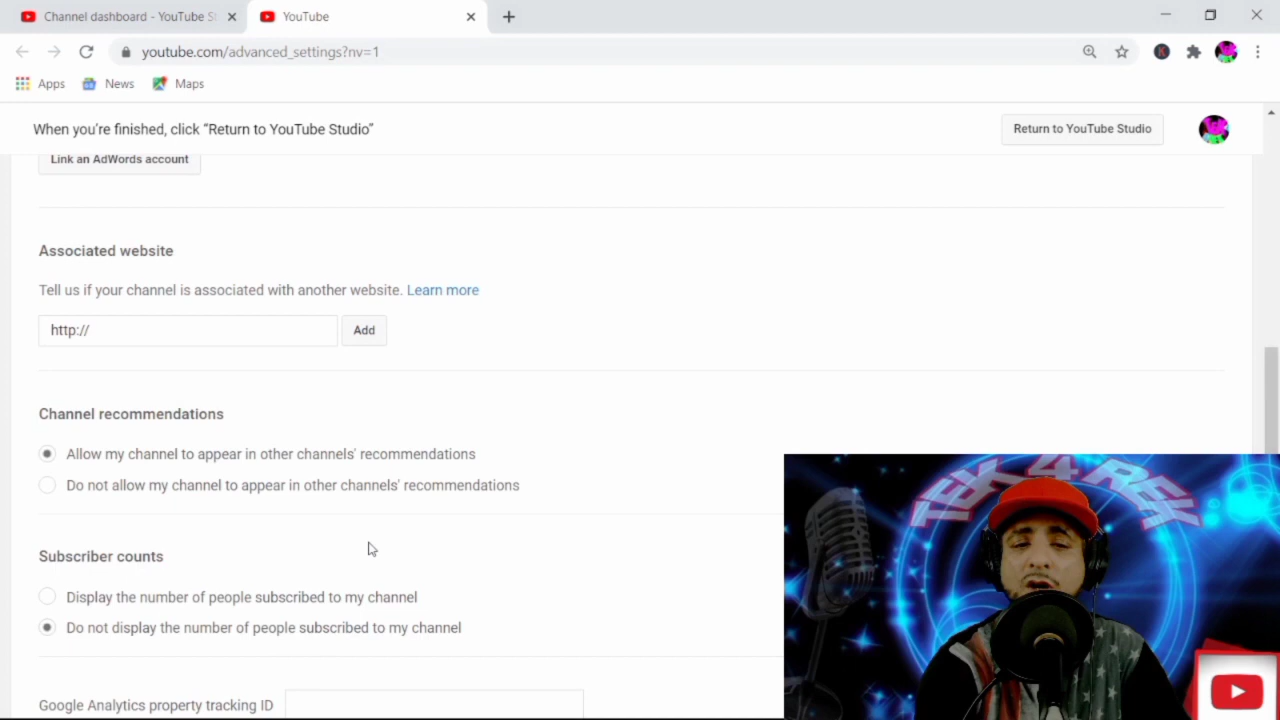 Channel dashboard - YouTube St
YouTube
youtube.com/advanced_settings?nv=1
K
Apps
News
Maps
When you're finished, click “Return to YouTube Studio”
Return to YouTube Studio
Link an AdWords account
Associated website
Tell us if your channel is associated with another website. Learn more
http://
Add
Channel recommendations
Allow my channel to appear in other channels' recommendations
Do not allow my channel to appear in other channels' recommendations
Subscriber counts
Display the number of people subscribed to my channel
Do not display the number of people subscribed to my channel
Google Analytics property tracking ID
TEK 4 REK